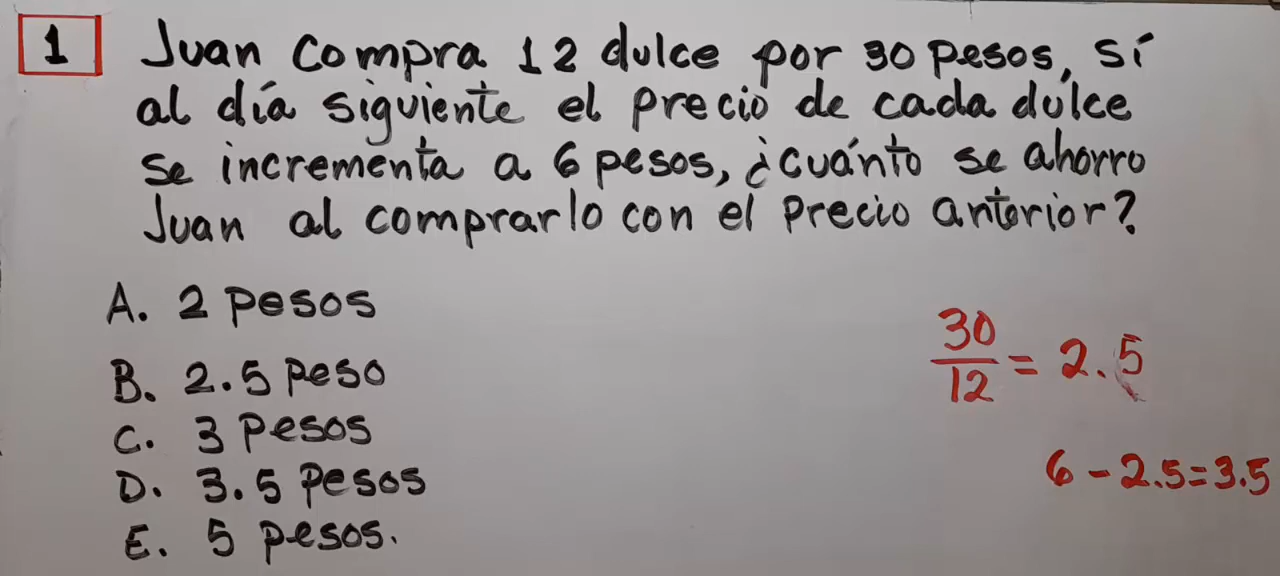 1 Juan compra 12 dulce por 30 pesos, sí
al día siguiente el precio de cada dulce
se incrementa a 6 pesos, ¿cuánto se ahorro
Juan al comprarlo con el precio anterior?
A. 2 pesos
B. 2.5 peso
C. 3 pesos
D. 3.5 pesos
E. 5 pesos.
30/12 = 2.5
6 - 2.5 = 3.5